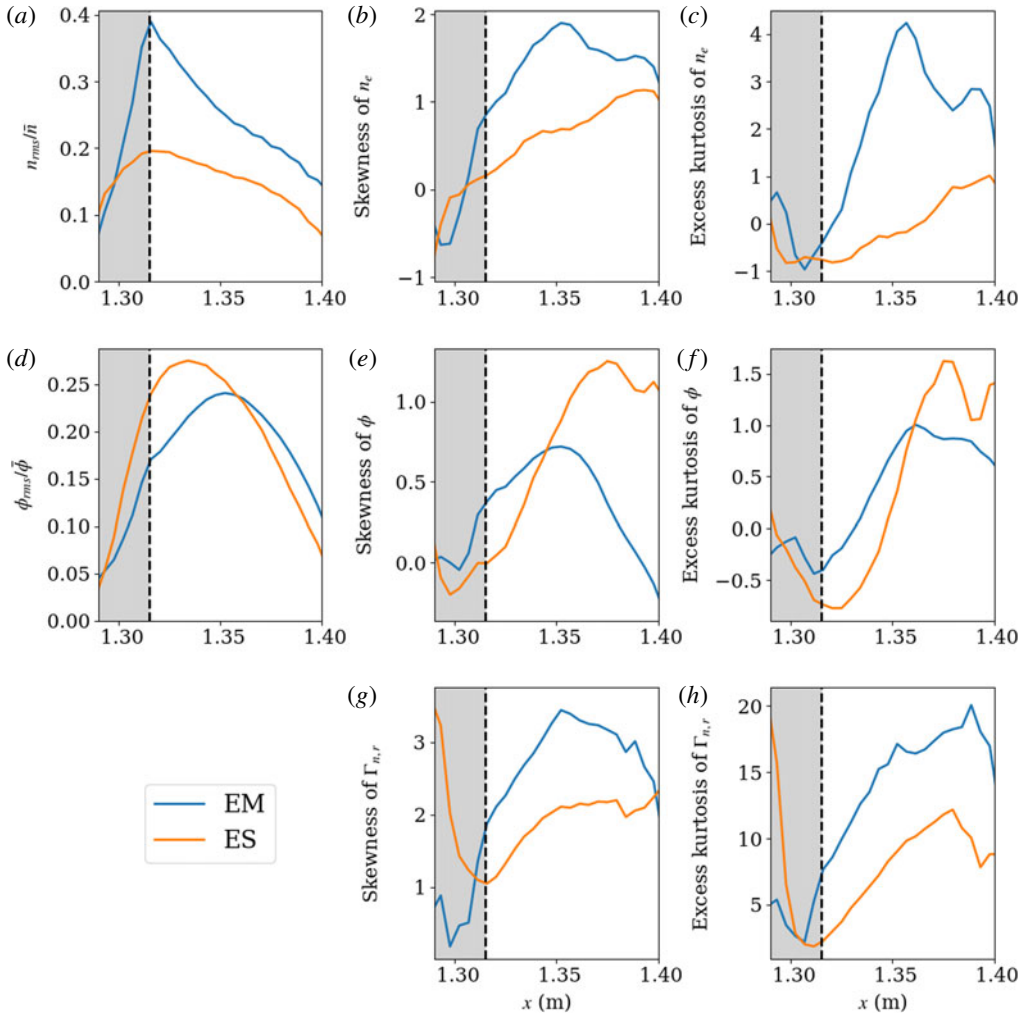 (a)
0.4
0.3
0.2
0.1
0.0
n_rms/n̄
1.30 1.35 1.40
(b)
2
1
0
−1
Skewness of n_e
1.30 1.35 1.40
(c)
4
3
2
1
0
−1
Excess kurtosis of n_e
1.30 1.35 1.40
(d)
0.25
0.20
0.15
0.10
0.05
0.00
ϕ_rms/ϕ̄
1.30 1.35 1.40
(e)
1.0
0.5
0.0
Skewness of ϕ
1.30 1.35 1.40
(f)
1.5
1.0
0.5
0.0
−0.5
Excess kurtosis of ϕ
1.30 1.35 1.40
EM
ES
(g)
3
2
1
Skewness of Γ_n,r
1.30 1.35 1.40
x (m)
(h)
20
15
10
5
Excess kurtosis of Γ_n,r
1.30 1.35 1.40
x (m)